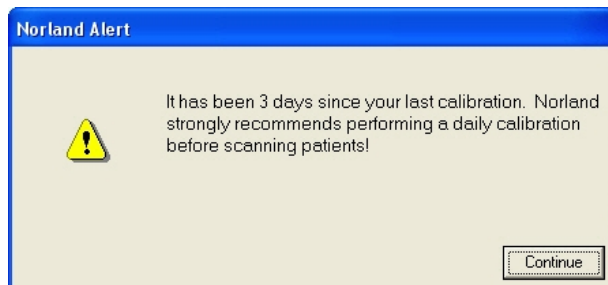 Norland Alert
It has been 3 days since your last calibration.  Norland
strongly recommends performing a daily calibration
before scanning patients!
Continue